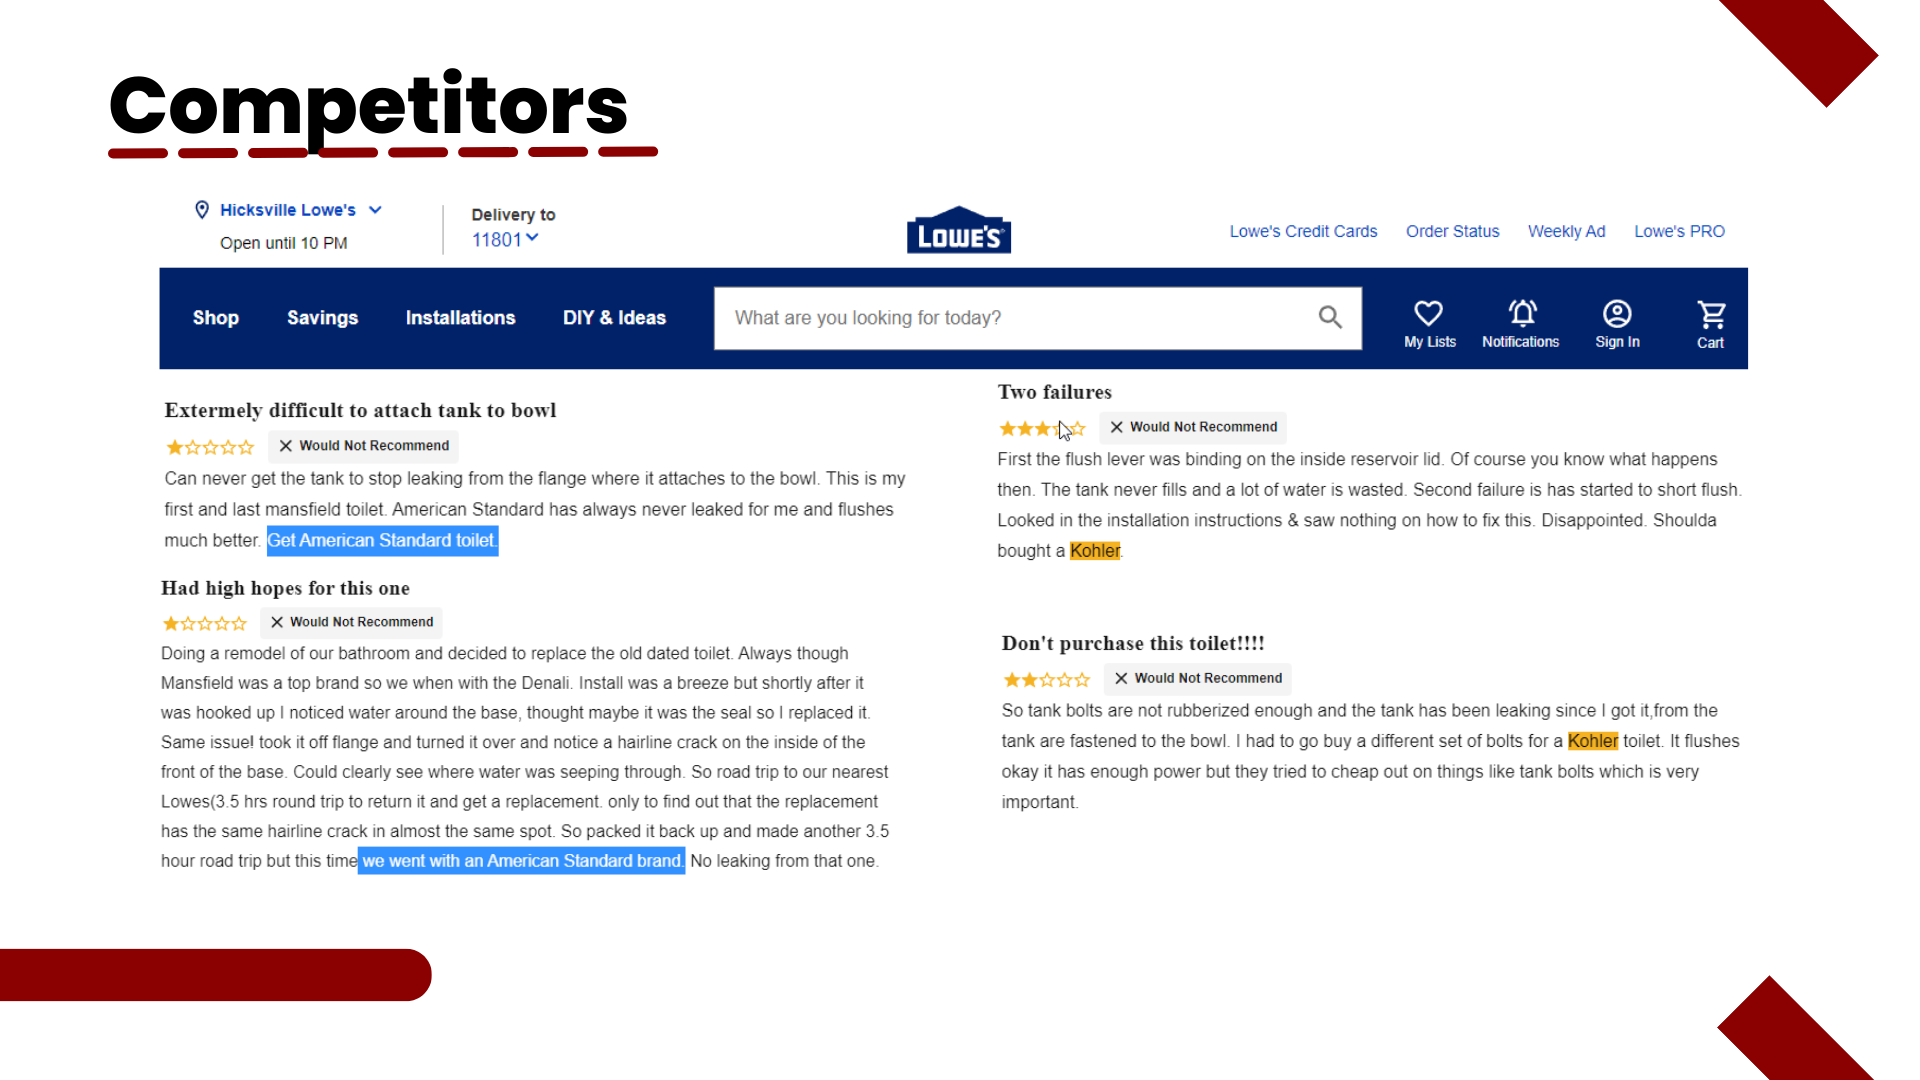 Competitors
Hicksville Lowe's
Open until 10 PM
Delivery to
11801
LOWE'S
Lowe's Credit Cards Order Status Weekly Ad Lowe's PRO
Shop Savings Installations DIY & Ideas
What are you looking for today?
My Lists Notifications Sign In Cart
Extermely difficult to attach tank to bowl
Would Not Recommend
Can never get the tank to stop leaking from the flange where it attaches to the bowl. This is my
first and last mansfield toilet. American Standard has always never leaked for me and flushes
much better. Get American Standard toilet.
Had high hopes for this one
Would Not Recommend
Doing a remodel of our bathroom and decided to replace the old dated toilet. Always though
Mansfield was a top brand so we when with the Denali. Install was a breeze but shortly after it
was hooked up I noticed water around the base, thought maybe it was the seal so I replaced it.
Same issue! took it off flange and turned it over and notice a hairline crack on the inside of the
front of the base. Could clearly see where water was seeping through. So road trip to our nearest
Lowes(3.5 hrs round trip to return it and get a replacement. only to find out that the replacement
has the same hairline crack in almost the same spot. So packed it back up and made another 3.5
hour road trip but this time we went with an American Standard brand. No leaking from that one.
Two failures
Would Not Recommend
First the flush lever was binding on the inside reservoir lid. Of course you know what happens
then. The tank never fills and a lot of water is wasted. Second failure is has started to short flush.
Looked in the installation instructions & saw nothing on how to fix this. Disappointed. Shoulda
bought a Kohler.
Don't purchase this toilet!!!!
Would Not Recommend
So tank bolts are not rubberized enough and the tank has been leaking since I got it,from the
tank are fastened to the bowl. I had to go buy a different set of bolts for a Kohler toilet. It flushes
okay it has enough power but they tried to cheap out on things like tank bolts which is very
important.